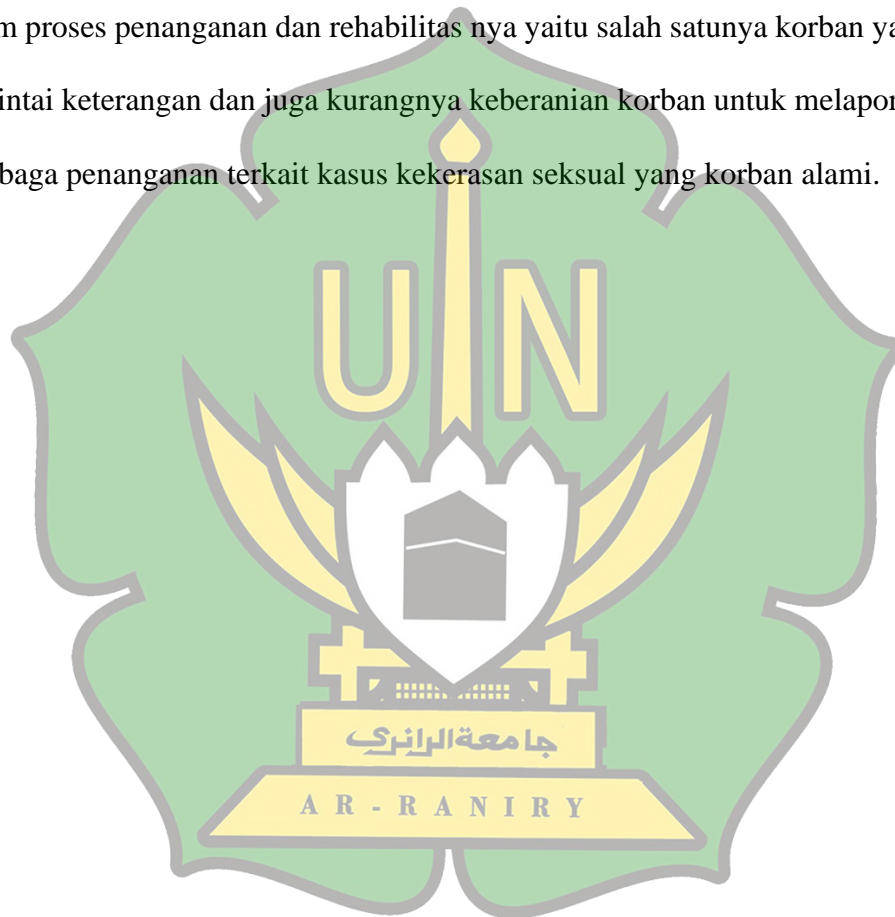 m proses penanganan dan rehabilitas nya yaitu salah satunya korban ya
intai keterangan dan juga kurangnya keberanian korban untuk melapor
baga penanganan terkait kasus kekerasan seksual yang korban alami.
UIN
جامعة الرانري
AR-RANIRY